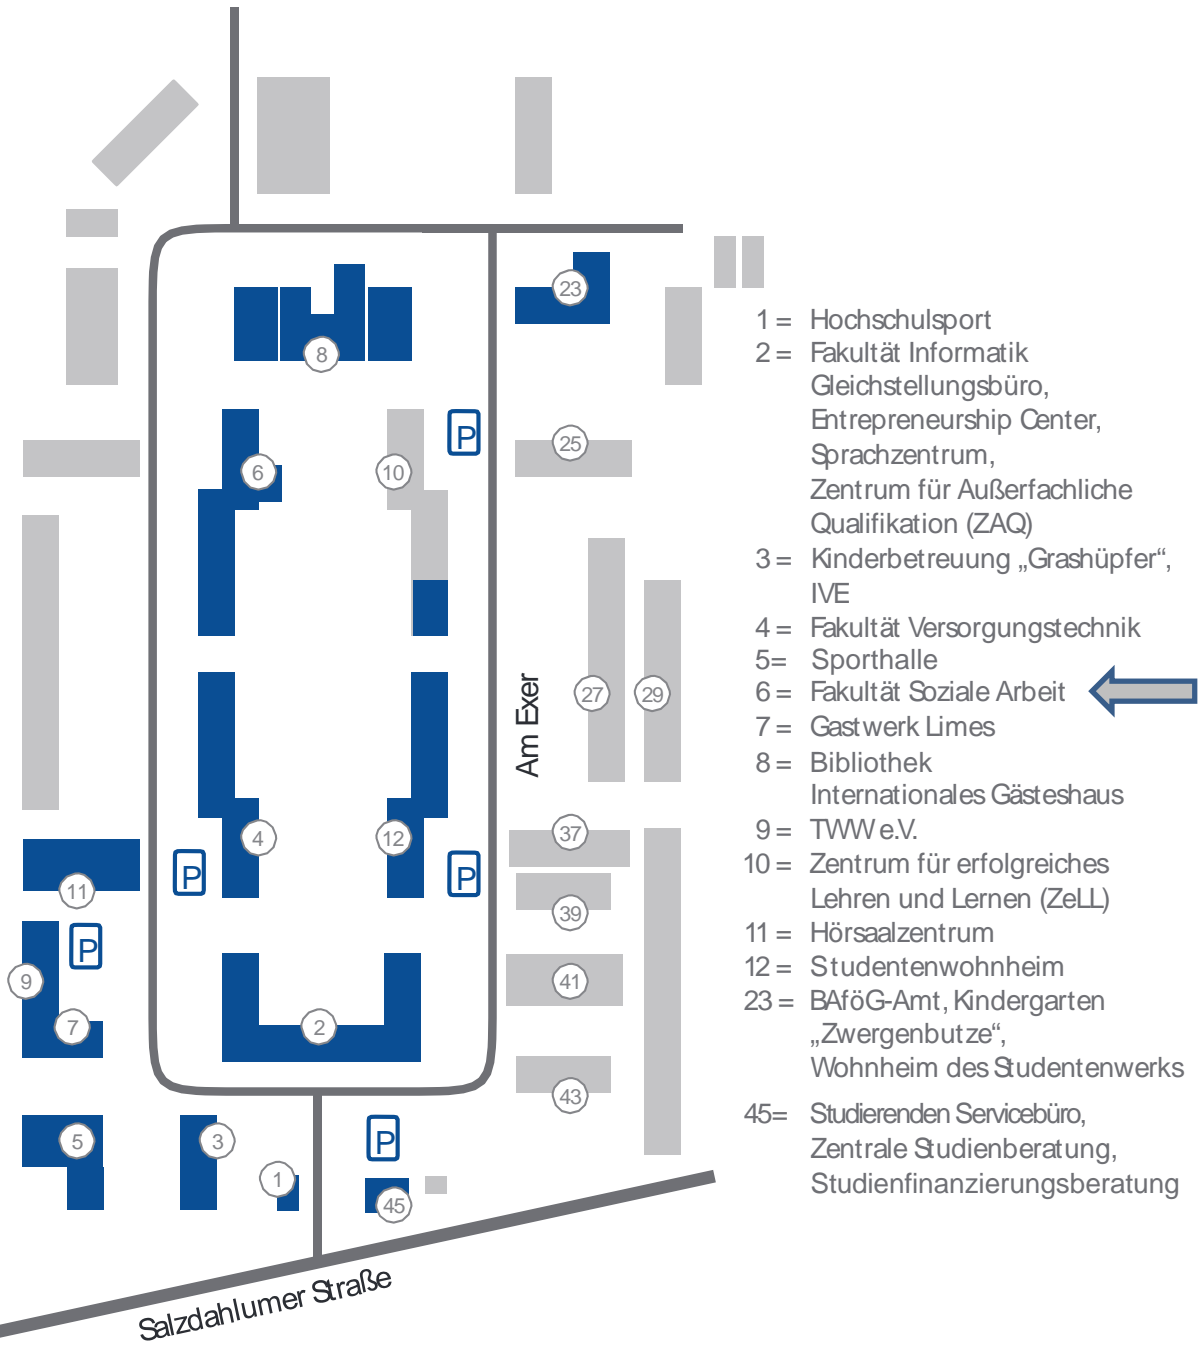 23
8
P
25
6
10
Am Exer
27
29
37
4
12
P
P
11
39
P
9
41
7
2
43
5
3
P
1
45
Salzdahlumer Straße
1 = Hochschulsport
2 = Fakultät Informatik
Gleichstellungsbüro,
Entrepreneurship Center,
Sprachzentrum,
Zentrum für Außerfachliche
Qualifikation (ZAQ)
3 = Kinderbetreuung „Grashüpfer“,
IVE
4 = Fakultät Versorgungstechnik
5= Sporthalle
6 = Fakultät Soziale Arbeit
7 = Gastwerk Limes
8 = Bibliothek
Internationales Gästeshaus
9 = TWW e.V.
10 = Zentrum für erfolgreiches
Lehren und Lernen (ZeLL)
11 = Hörsaalzentrum
12 = Studentenwohnheim
23 = BAföG-Amt, Kindergarten
„Zwergenbutze“,
Wohnheim des Studentenwerks
45= Studierenden Servicebüro,
Zentrale Studienberatung,
Studienfinanzierungsberatung